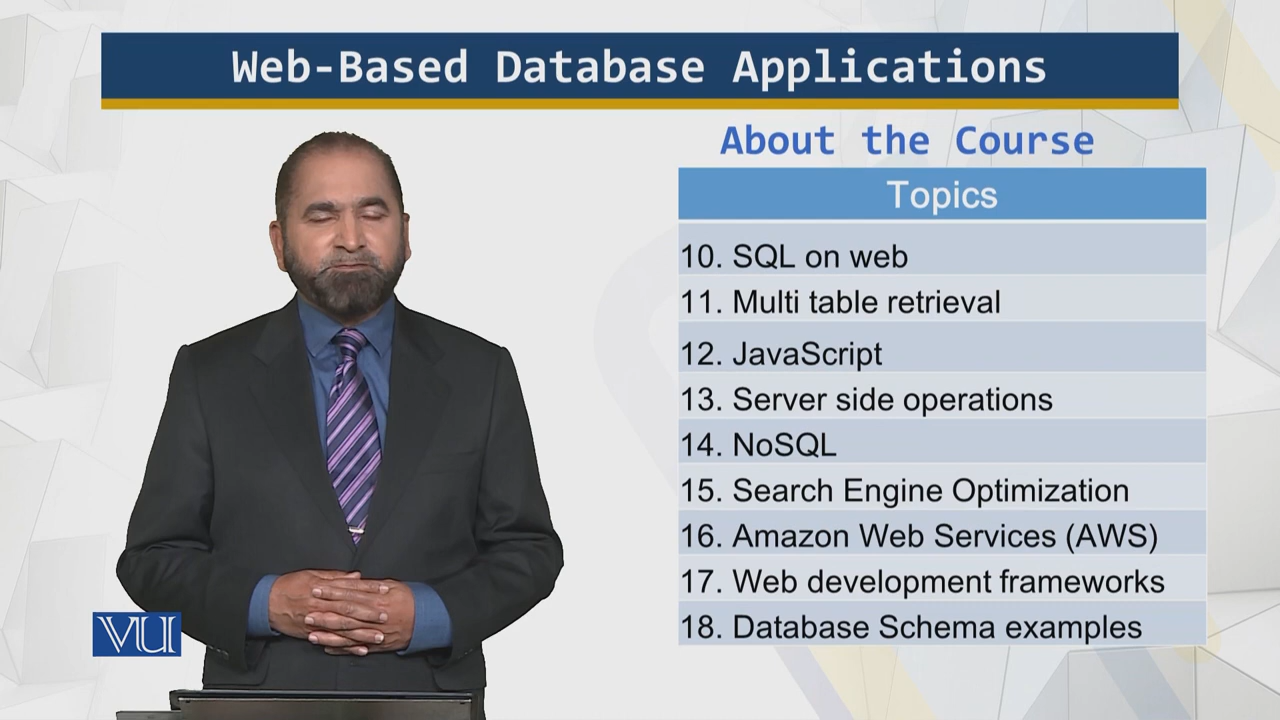 Web-Based Database Applications
About the Course
Topics
10. SQL on web
11. Multi table retrieval
12. JavaScript
13. Server side operations
14. NoSQL
15. Search Engine Optimization
16. Amazon Web Services (AWS)
17. Web development frameworks
18. Database Schema examples
VU